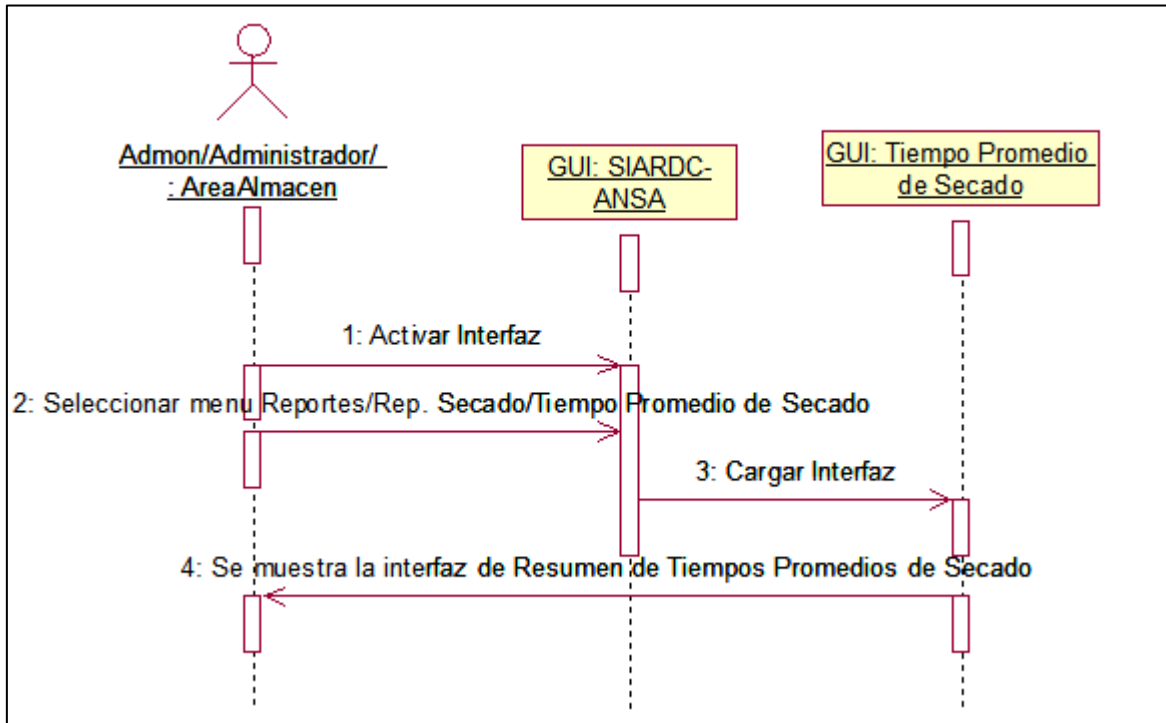 Admon/Administrador/
: AreaAlmacen
GUI: SIARDC-
ANSA
GUI: Tiempo Promedio
de Secado
1: Activar Interfaz
2: Seleccionar menu Reportes/Rep. Secado/Tiempo Promedio de Secado
3: Cargar Interfaz
4: Se muestra la interfaz de Resumen de Tiempos Promedios de Secado